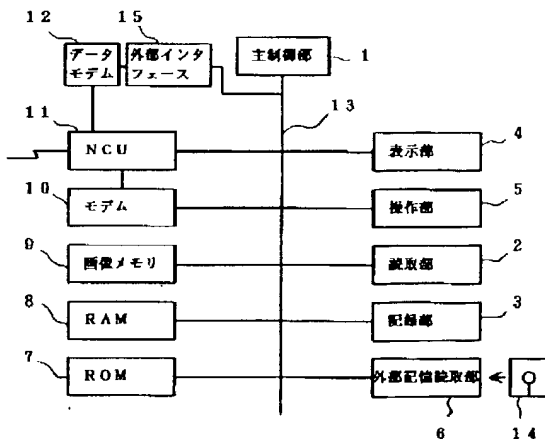 12
15
データ
モデム
外部インタ
フェース
主制御部
1
11
13
NCU
表示部
4
10
モデム
操作部
5
9
画像メモリ
読取部
2
8
RAM
記録部
3
7
ROM
外部記憶読取部
6
14